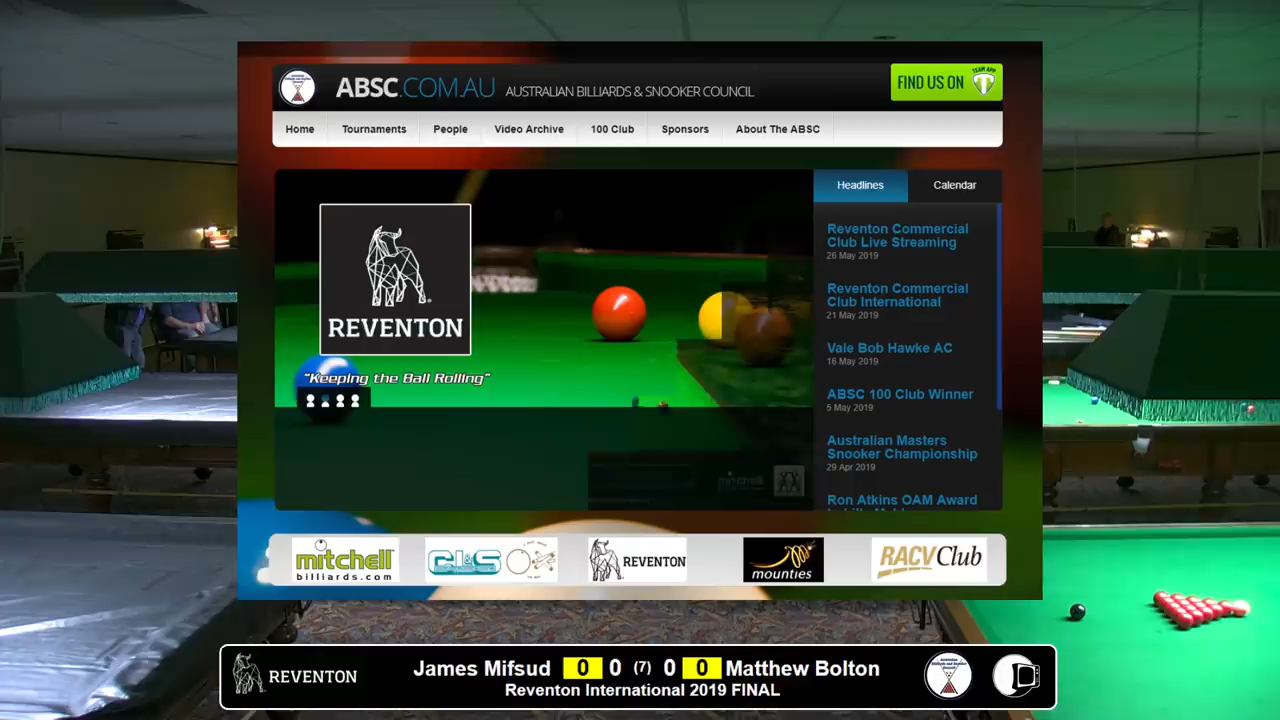 ABSC.COM.AU AUSTRALIAN BILLIARDS & SNOOKER COUNCIL
FIND US ON
TEAM APP
Home Tournaments People Video Archive 100 Club Sponsors About The ABSC
Headlines Calendar
REVENTON
"Keeping the Ball Rolling"
Reventon Commercial
Club Live Streaming
26 May 2019
Reventon Commercial
Club International
21 May 2019
Vale Bob Hawke AC
16 May 2019
ABSC 100 Club Winner
5 May 2019
Australian Masters
Snooker Championship
29 Apr 2019
Ron Atkins OAM Award
mitchell
mitchell
billiards.com
REVENTON
mounties
RACV Club
REVENTON
James Mifsud 0 0 (7) 0 0 Matthew Bolton
Reventon International 2019 FINAL